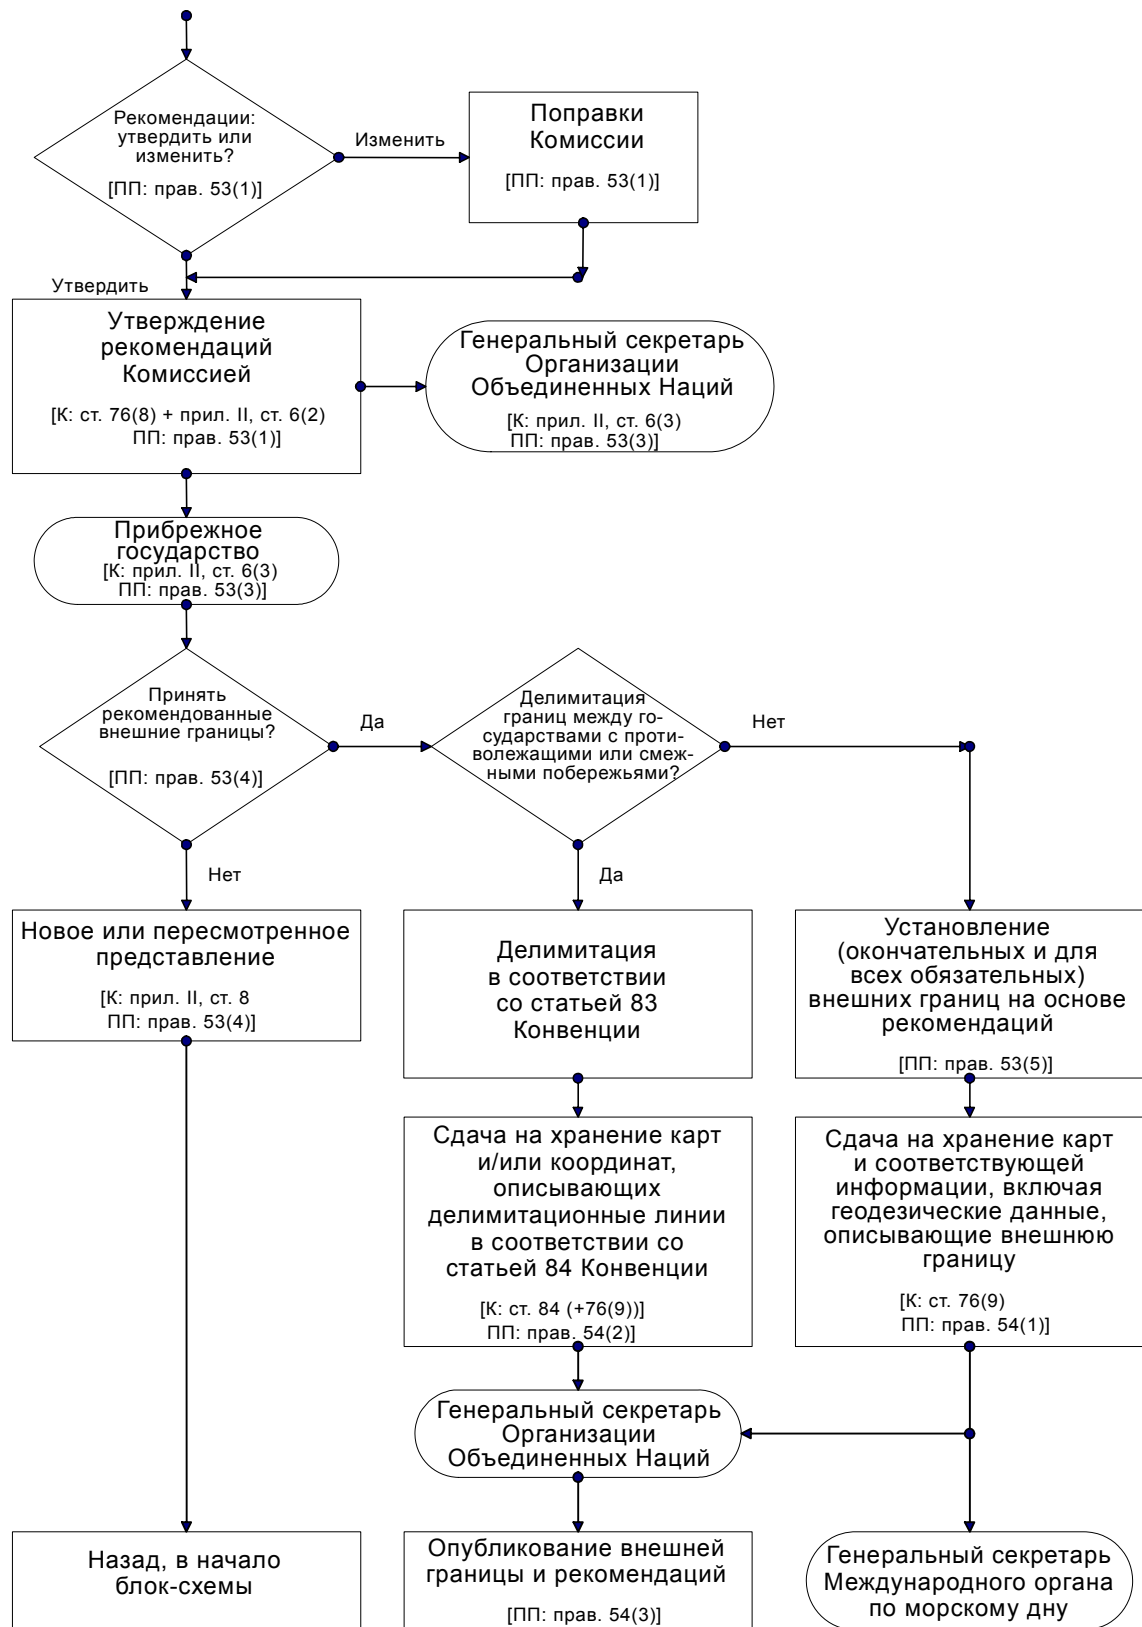 Рекомендации:
утвердить или
изменить?
[ПП: прав. 53(1)]
Изменить
Поправки
Комиссии
[ПП: прав. 53(1)]
Утвердить
Утверждение
рекомендаций
Комиссией
[К: ст. 76(8) + прил. II, ст. 6(2)
ПП: прав. 53(1)]
Генеральный секретарь
Организации
Объединенных Наций
[К: прил. II, ст. 6(3)
ПП: прав. 53(3)]
Прибрежное
государство
[К: прил. II, ст. 6(3)
ПП: прав. 53(3)]
Принять
рекомендованные
внешние границы?
[ПП: прав. 53(4)]
Да
Делимитация
границ между го-
сударствами с проти-
волежащими или смеж-
ными побережьями?
Нет
Нет
Да
Новое или пересмотренное
представление
[К: прил. II, ст. 8
ПП: прав. 53(4)]
Делимитация
в соответствии
со статьей 83
Конвенции
Установление
(окончательных и для
всех обязательных)
внешних границ на основе
рекомендаций
[ПП: прав. 53(5)]
Сдача на хранение карт
и/или координат,
описывающих
делимитационные линии
в соответствии со
статьей 84 Конвенции
[К: ст. 84 (+76(9))]
ПП: прав. 54(2)]
Сдача на хранение карт
и соответствующей
информации, включая
геодезические данные,
описывающие внешнюю
границу
[К: ст. 76(9)
ПП: прав. 54(1)]
Генеральный секретарь
Организации
Объединенных Наций
Назад, в начало
блок-схемы
Опубликование внешней
границы и рекомендаций
[ПП: прав. 54(3)]
Генеральный секретарь
Международного органа
по морскому дну